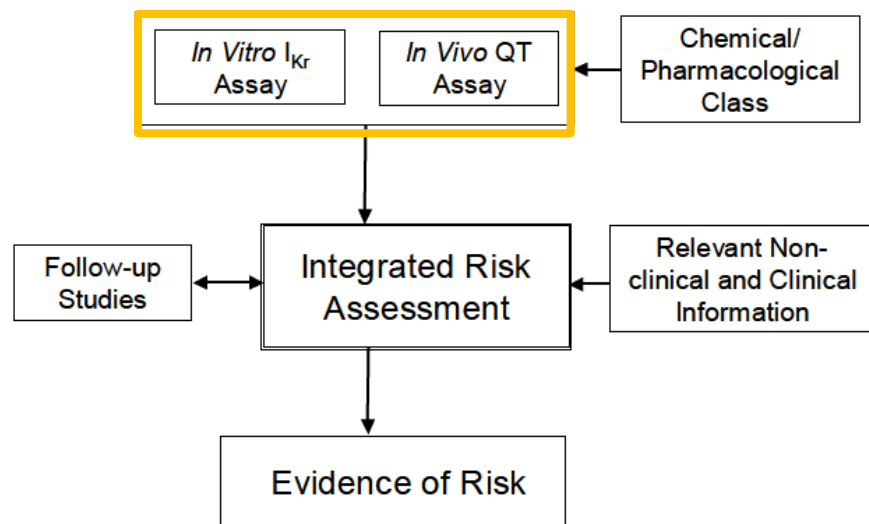 In Vitro IKr
Assay
In Vivo QT
Assay
Chemical/
Pharmacological
Class
Follow-up
Studies
Integrated Risk
Assessment
Relevant Non-
clinical and Clinical
Information
Evidence of Risk